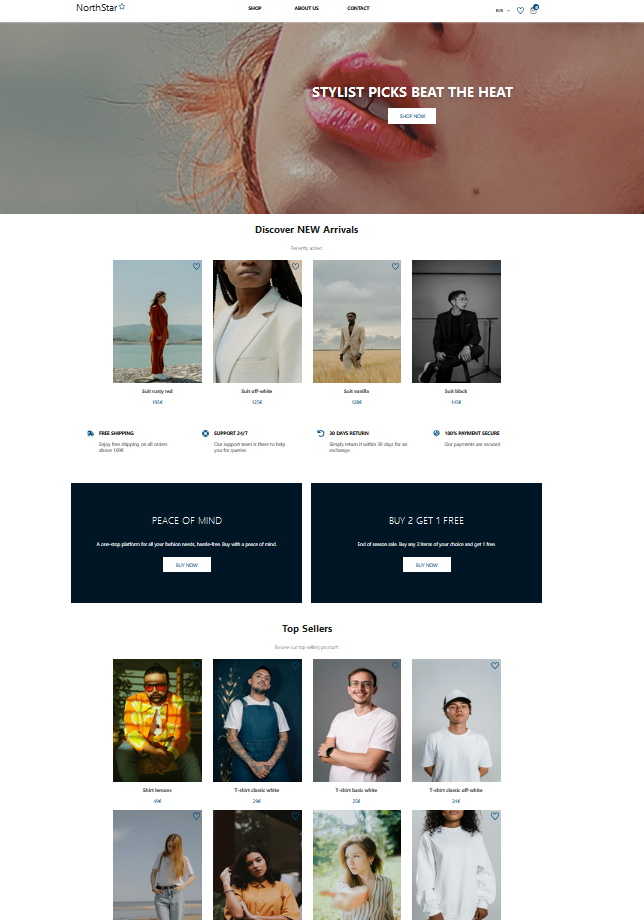 NorthStar
SHOP
ABOUT US
CONTACT
EUR
STYLIST PICKS BEAT THE HEAT
SHOP NOW
Discover NEW Arrivals
Recently added
Suit rusty red
Suit off-white
Suit vanilla
Suit black
195€
125€
128€
145€
FREE SHIPPING
SUPPORT 24/7
30 DAYS RETURN
100% PAYMENT SECURE
Enjoy free shipping on all orders
above 100€
Our support team is there to help
you for queries
Simply return it within 30 days for an
exchange.
Our payments are secured
PEACE OF MIND
A one-stop platform for all your fashion needs, hassle-free. Buy with a peace of mind.
BUY NOW
BUY 2 GET 1 FREE
End of season sale. Buy any 2 items of your choice and get 1 free.
BUY NOW
Top Sellers
Browse our top-selling products
Shirt lemons
T-shirt classic white
T-shirt basic white
T-shirt classic off-white
49€
29€
25€
24€